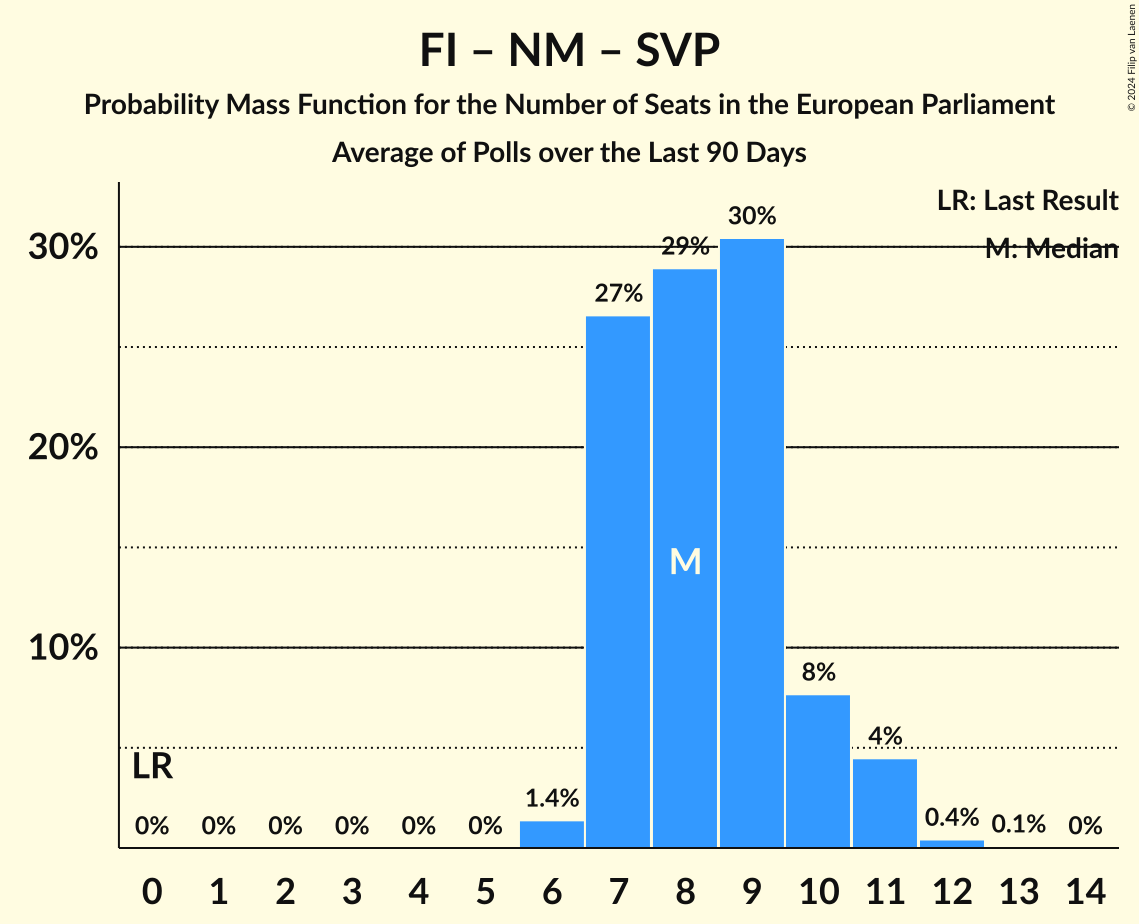 FI – NM – SVP
Probability Mass Function for the Number of Seats in the European Parliament
Average of Polls over the Last 90 Days
© 2024 Filip van Laenen
LR: Last Result
M: Median
30%
20%
10%
LR
0%
0%
0%
0%
0%
0%
1.4%
27%
29%
30%
8%
4%
0.4%
0.1%
0%
M
0 1 2 3 4 5 6 7 8 9 10 11 12 13 14